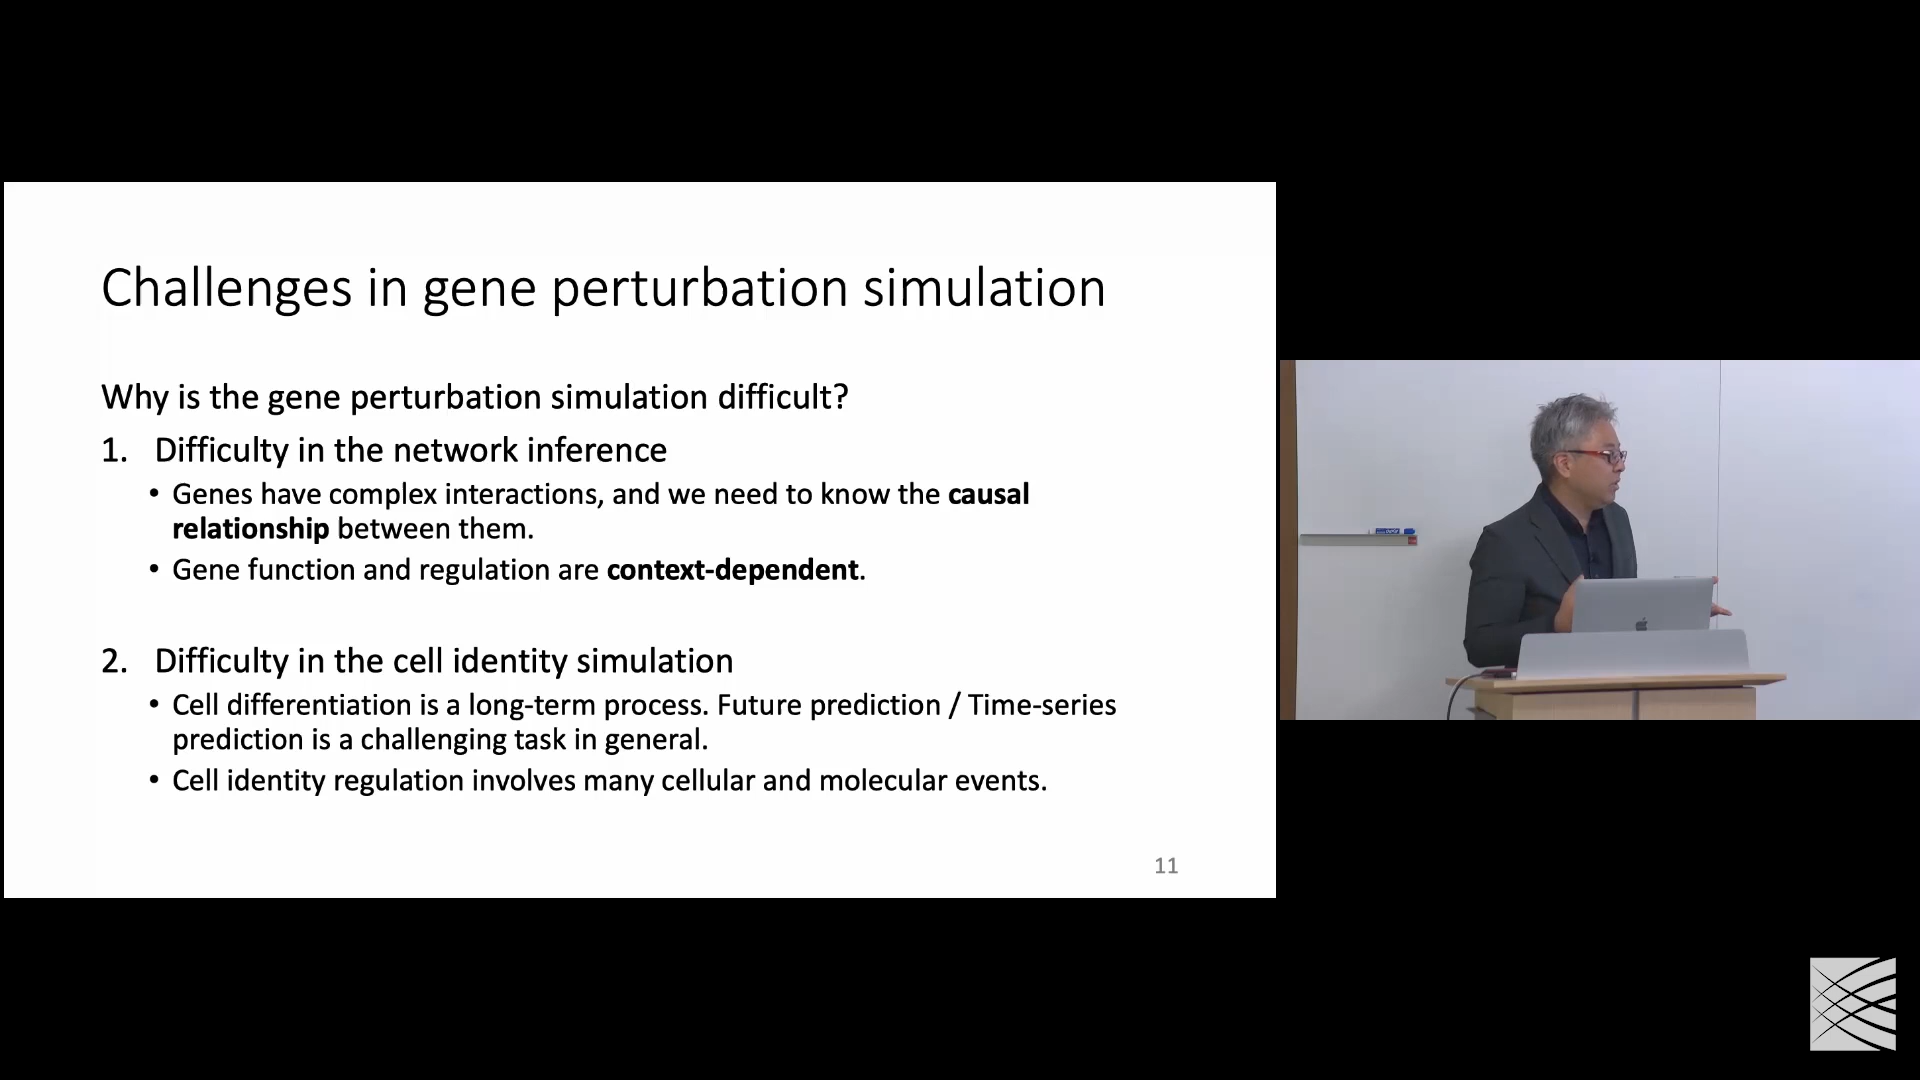 Challenges in gene perturbation simulation
Why is the gene perturbation simulation difficult?
1. Difficulty in the network inference
• Genes have complex interactions, and we need to know the causal
relationship between them.
• Gene function and regulation are context-dependent.
2. Difficulty in the cell identity simulation
• Cell differentiation is a long-term process. Future prediction / Time-series
prediction is a challenging task in general.
• Cell identity regulation involves many cellular and molecular events.
11